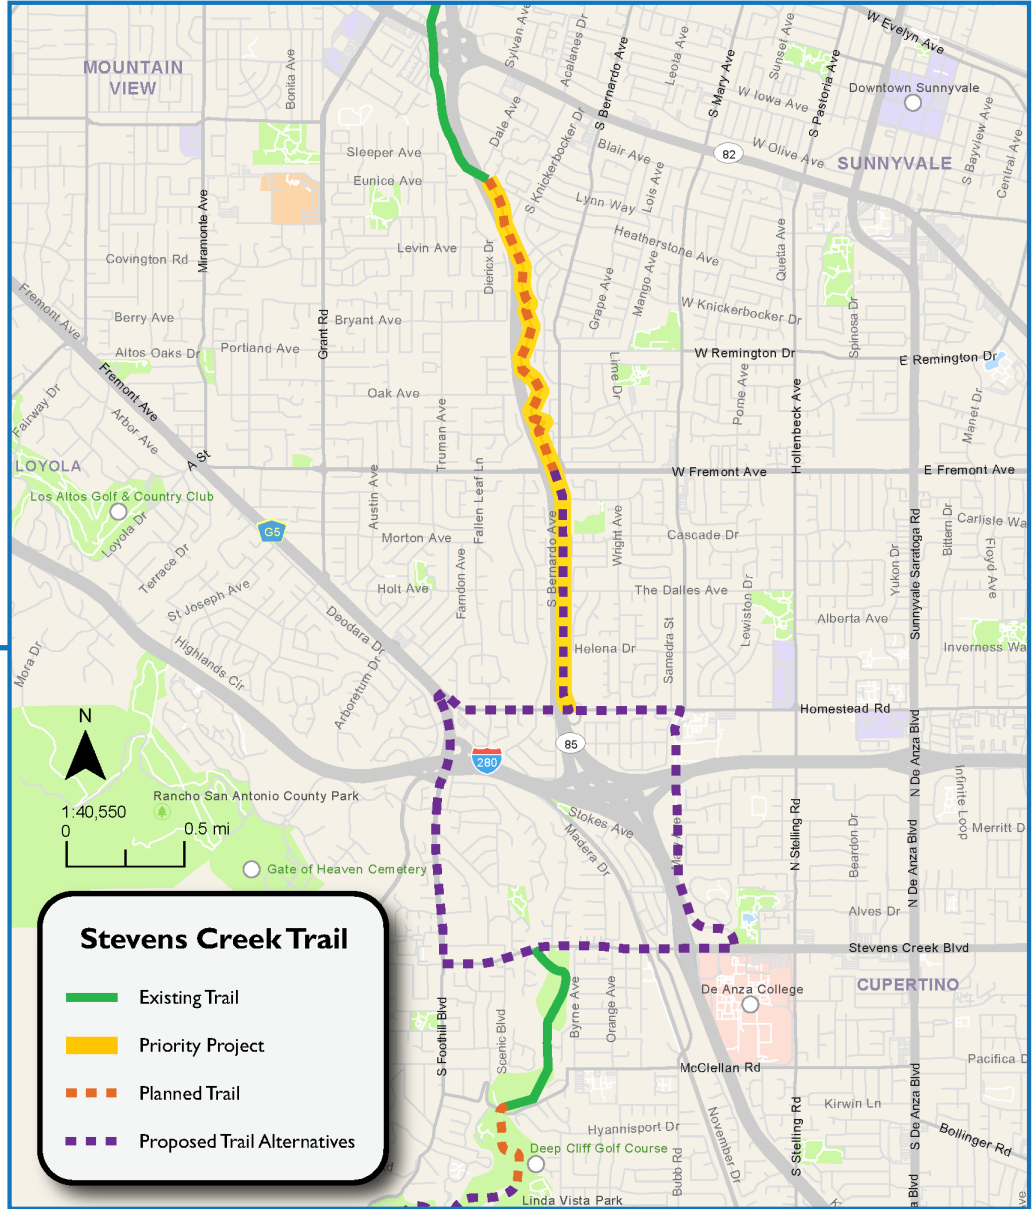 W Evelyn Ave
Sylvan Ave
Acalanes Dr
Sunset Ave
MOUNTAIN
VIEW
Bonita Ave
S Bernardo Ave
Leota Ave
S Mary Ave
S Pastoria Ave
Downtown Sunnyvale
W Iowa Ave
Dale Ave
S Knickerbocker Dr
Blair Ave
82
W Olive Ave
SUNNYVALE
S Bayview Ave
Central Ave
Sleeper Ave
Eunice Ave
Lynn Way
Lois Ave
Miramonte Ave
Levin Ave
Heatherstone Ave
Quetta Ave
Covington Rd
Diericx Dr
Mango Ave
Grape Ave
Fremont Ave
Berry Ave
Grant Rd
Bryant Ave
W Knickerbocker Dr
Spinosa Dr
Altos Oaks Dr
Portland Ave
W Remington Dr
E Remington Dr
Fairway Dr
Fremont Ave
Oak Ave
Lime Dr
Pome Ave
Hollenbeck Ave
Manet Dr
Arbor Ave
Truman Ave
A St
LOYOLA
W Fremont Ave
E Fremont Ave
Los Altos Golf & Country Club
Loyola Dr
G5
Austin Ave
Fallen Leaf Ln
S Bernardo Ave
Wright Ave
Cascade Dr
Sunnyvale Saratoga Rd
Bittern Dr
Carlisle Wa
Morton Ave
Terrace Dr
Yukon Dr
Floyd Ave
Holt Ave
Farndon Ave
The Dalles Ave
Lewiston Dr
St Joseph Ave
Deodara Dr
Alberta Ave
Mora Dr
Highlands Cir
Arboretum Dr
Helena Dr
Samedra St
Inverness Wa
N
Homestead Rd
85
280
N De Anza Blvd
1:40,550
0
0.5 mi
Rancho San Antonio County Park
Stokes Ave
Madera Dr
Mary Ave
N Stelling Rd
Beardon Dr
N De Anza Blvd
Infinite Loop
Merritt D
Gate of Heaven Cemetery
Alves Dr
Stevens Creek Blvd
Stevens Creek Trail
Existing Trail
Priority Project
Planned Trail
Proposed Trail Alternatives
De Anza College
CUPERTINO
S Foothill Blvd
Scenic Blvd
Byrne Ave
Orange Ave
McClellan Rd
Pacifica D
S De Anza Blvd
Kirwin Ln
Bollinger Rd
Hyannisport Dr
November Dr
S Stelling Rd
Deep Cliff Golf Course
Bubb Rd
Linda Vista Park